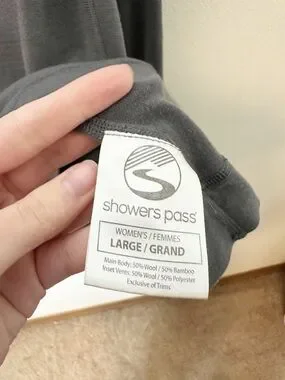 showers pass®
WOMEN'S / FEMMES
LARGE / GRAND
Main Body: 50% Wool / 50% Bamboo
Inset Vents: 50% Wool / 50% Polyester
Exclusive of Trims